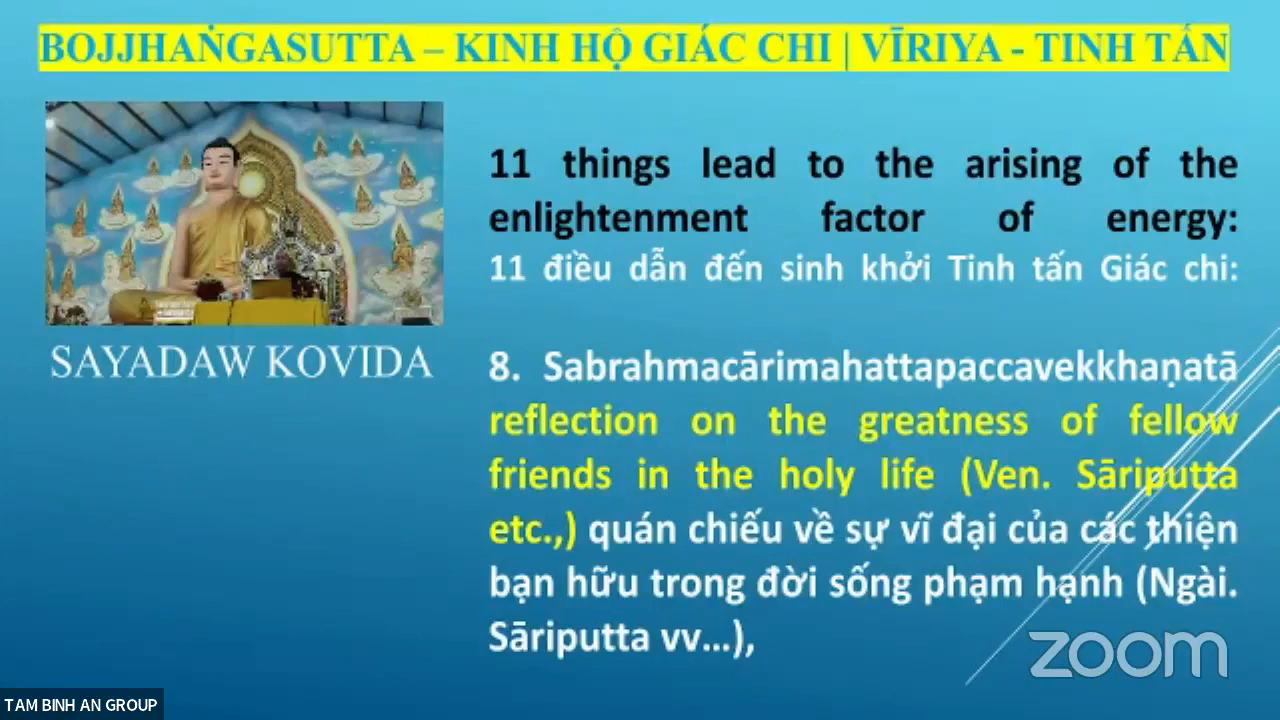 BOJJHAṄGASUTTA – KINH HỘ GIÁC CHI | VĪRIYA - TINH TẤN
11 things lead to the arising of the
enlightenment factor of energy:
11 điều dẫn đến sinh khởi Tinh tấn Giác chi:
SAYADAW KOVIDA
8. Sabrahmacārimahattapaccavekkhaṇatā
reflection on the greatness of fellow
friends in the holy life (Ven. Sāriputta
etc.,) quán chiếu về sự vĩ đại của các thiện
bạn hữu trong đời sống phạm hạnh (Ngài.
Sāriputta vv...),
zoom
TAM BINH AN GROUP